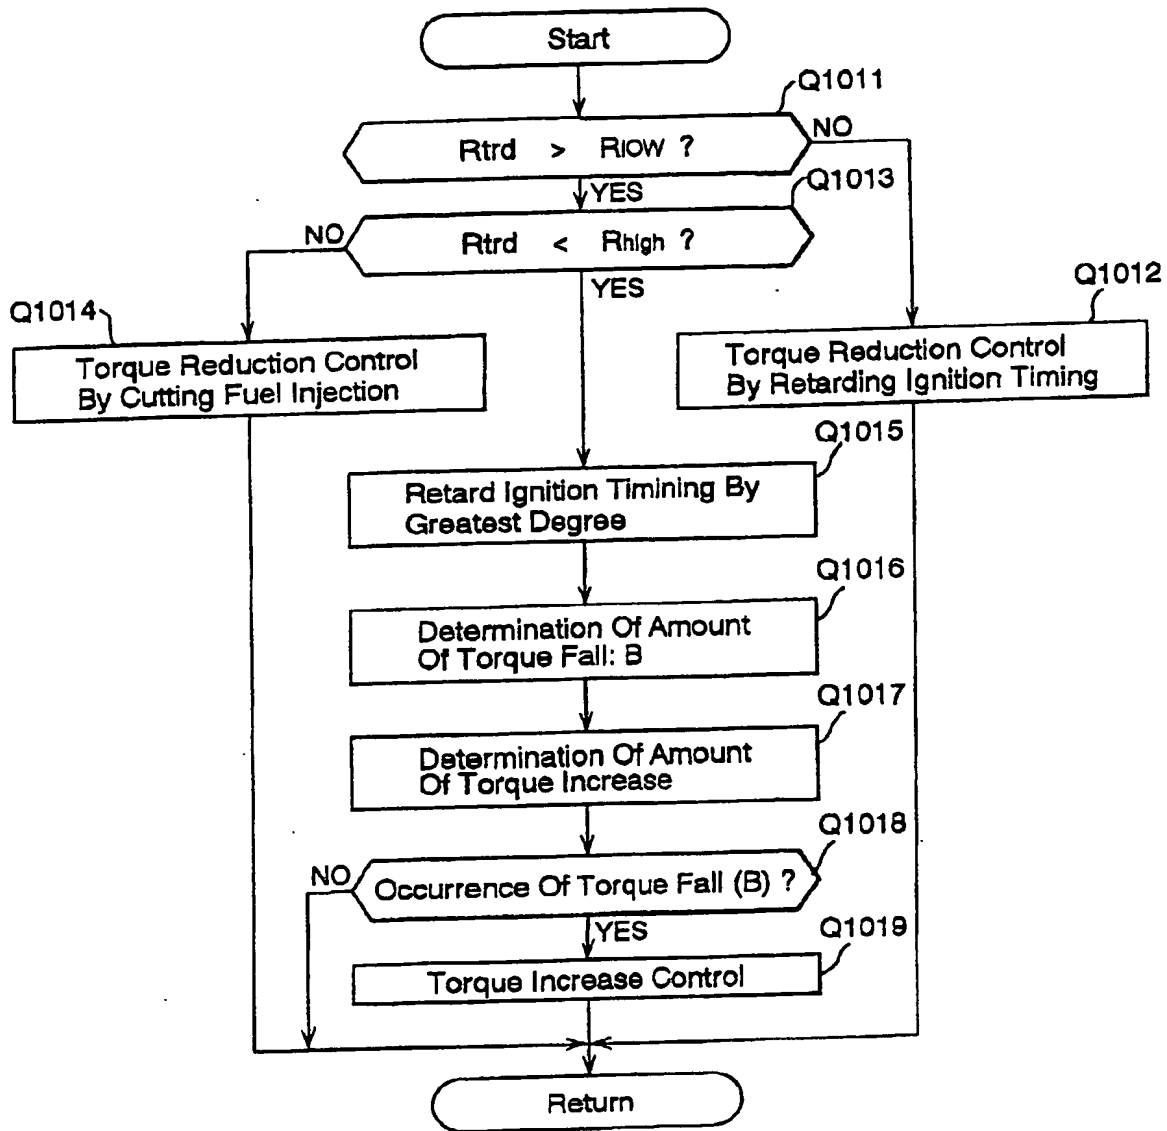 Start
Q1011
Rtrd > Rlow ?
NO
YES
Q1013
NO
Rtrd < Rhigh ?
YES
Q1014
Q1012
Torque Reduction Control
By Cutting Fuel Injection
Torque Reduction Control
By Retarding Ignition Timing
Q1015
Retard Ignition Timining By
Greatest Degree
Q1016
Determination Of Amount
Of Torque Fall: B
Q1017
Determination Of Amount
Of Torque Increase
Q1018
NO
Occurrence Of Torque Fall (B) ?
YES
Q1019
Torque Increase Control
Return